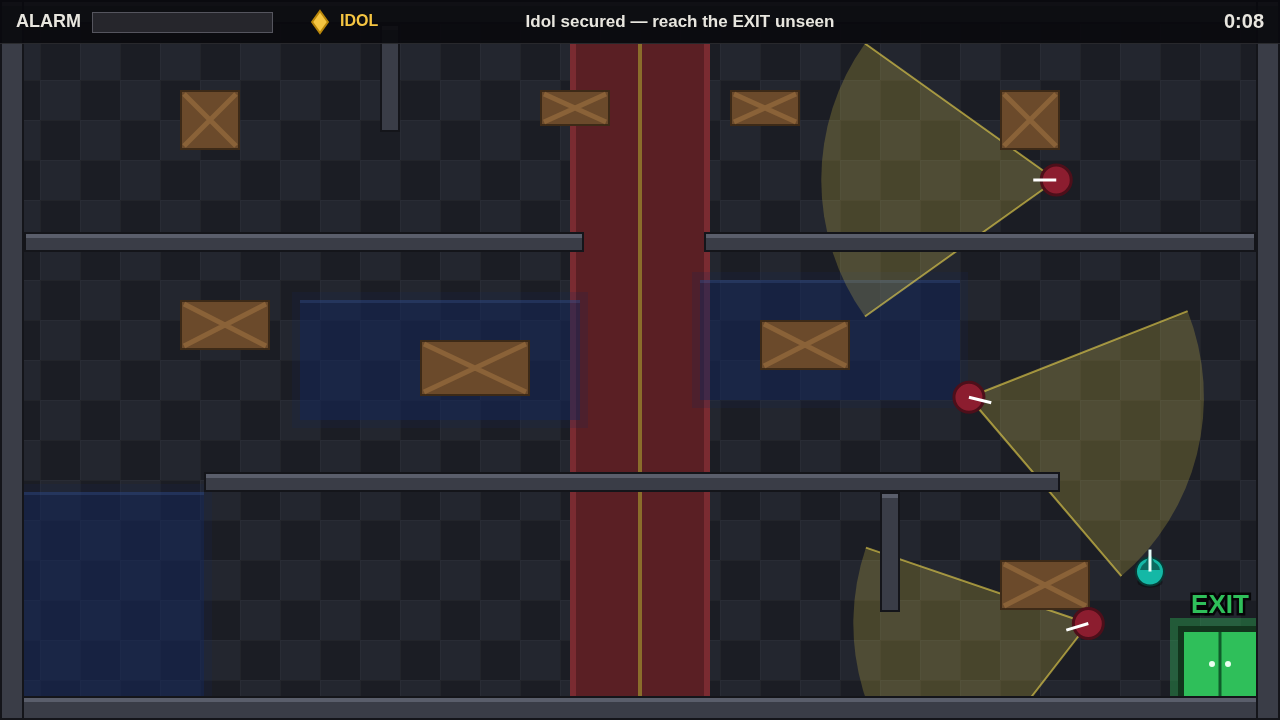 ALARM IDOL Idol secured — reach the EXIT unseen 0:08
EXIT